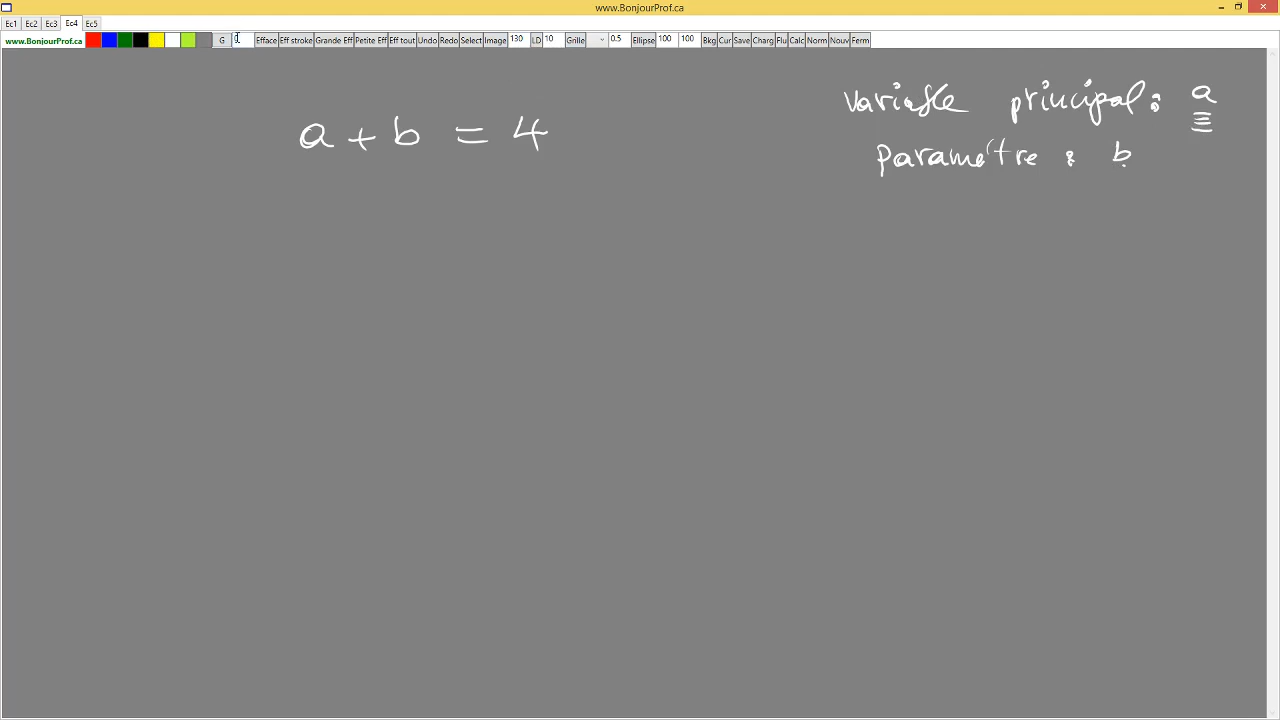 www.BonjourProf.ca
Ec1 Ec2 Ec3 Ec4 Ec5
www.BonjourProf.ca G Efface Eff stroke Grande Eff Petite Eff Eff tout Undo Redo Select Image 130 LD 10 Grille 0.5 Ellipse 100 100 Bkg Cur Save Charg Flu Calc Norm Nouv Ferm
variable principal : a
a + b = 4
paramètre : b